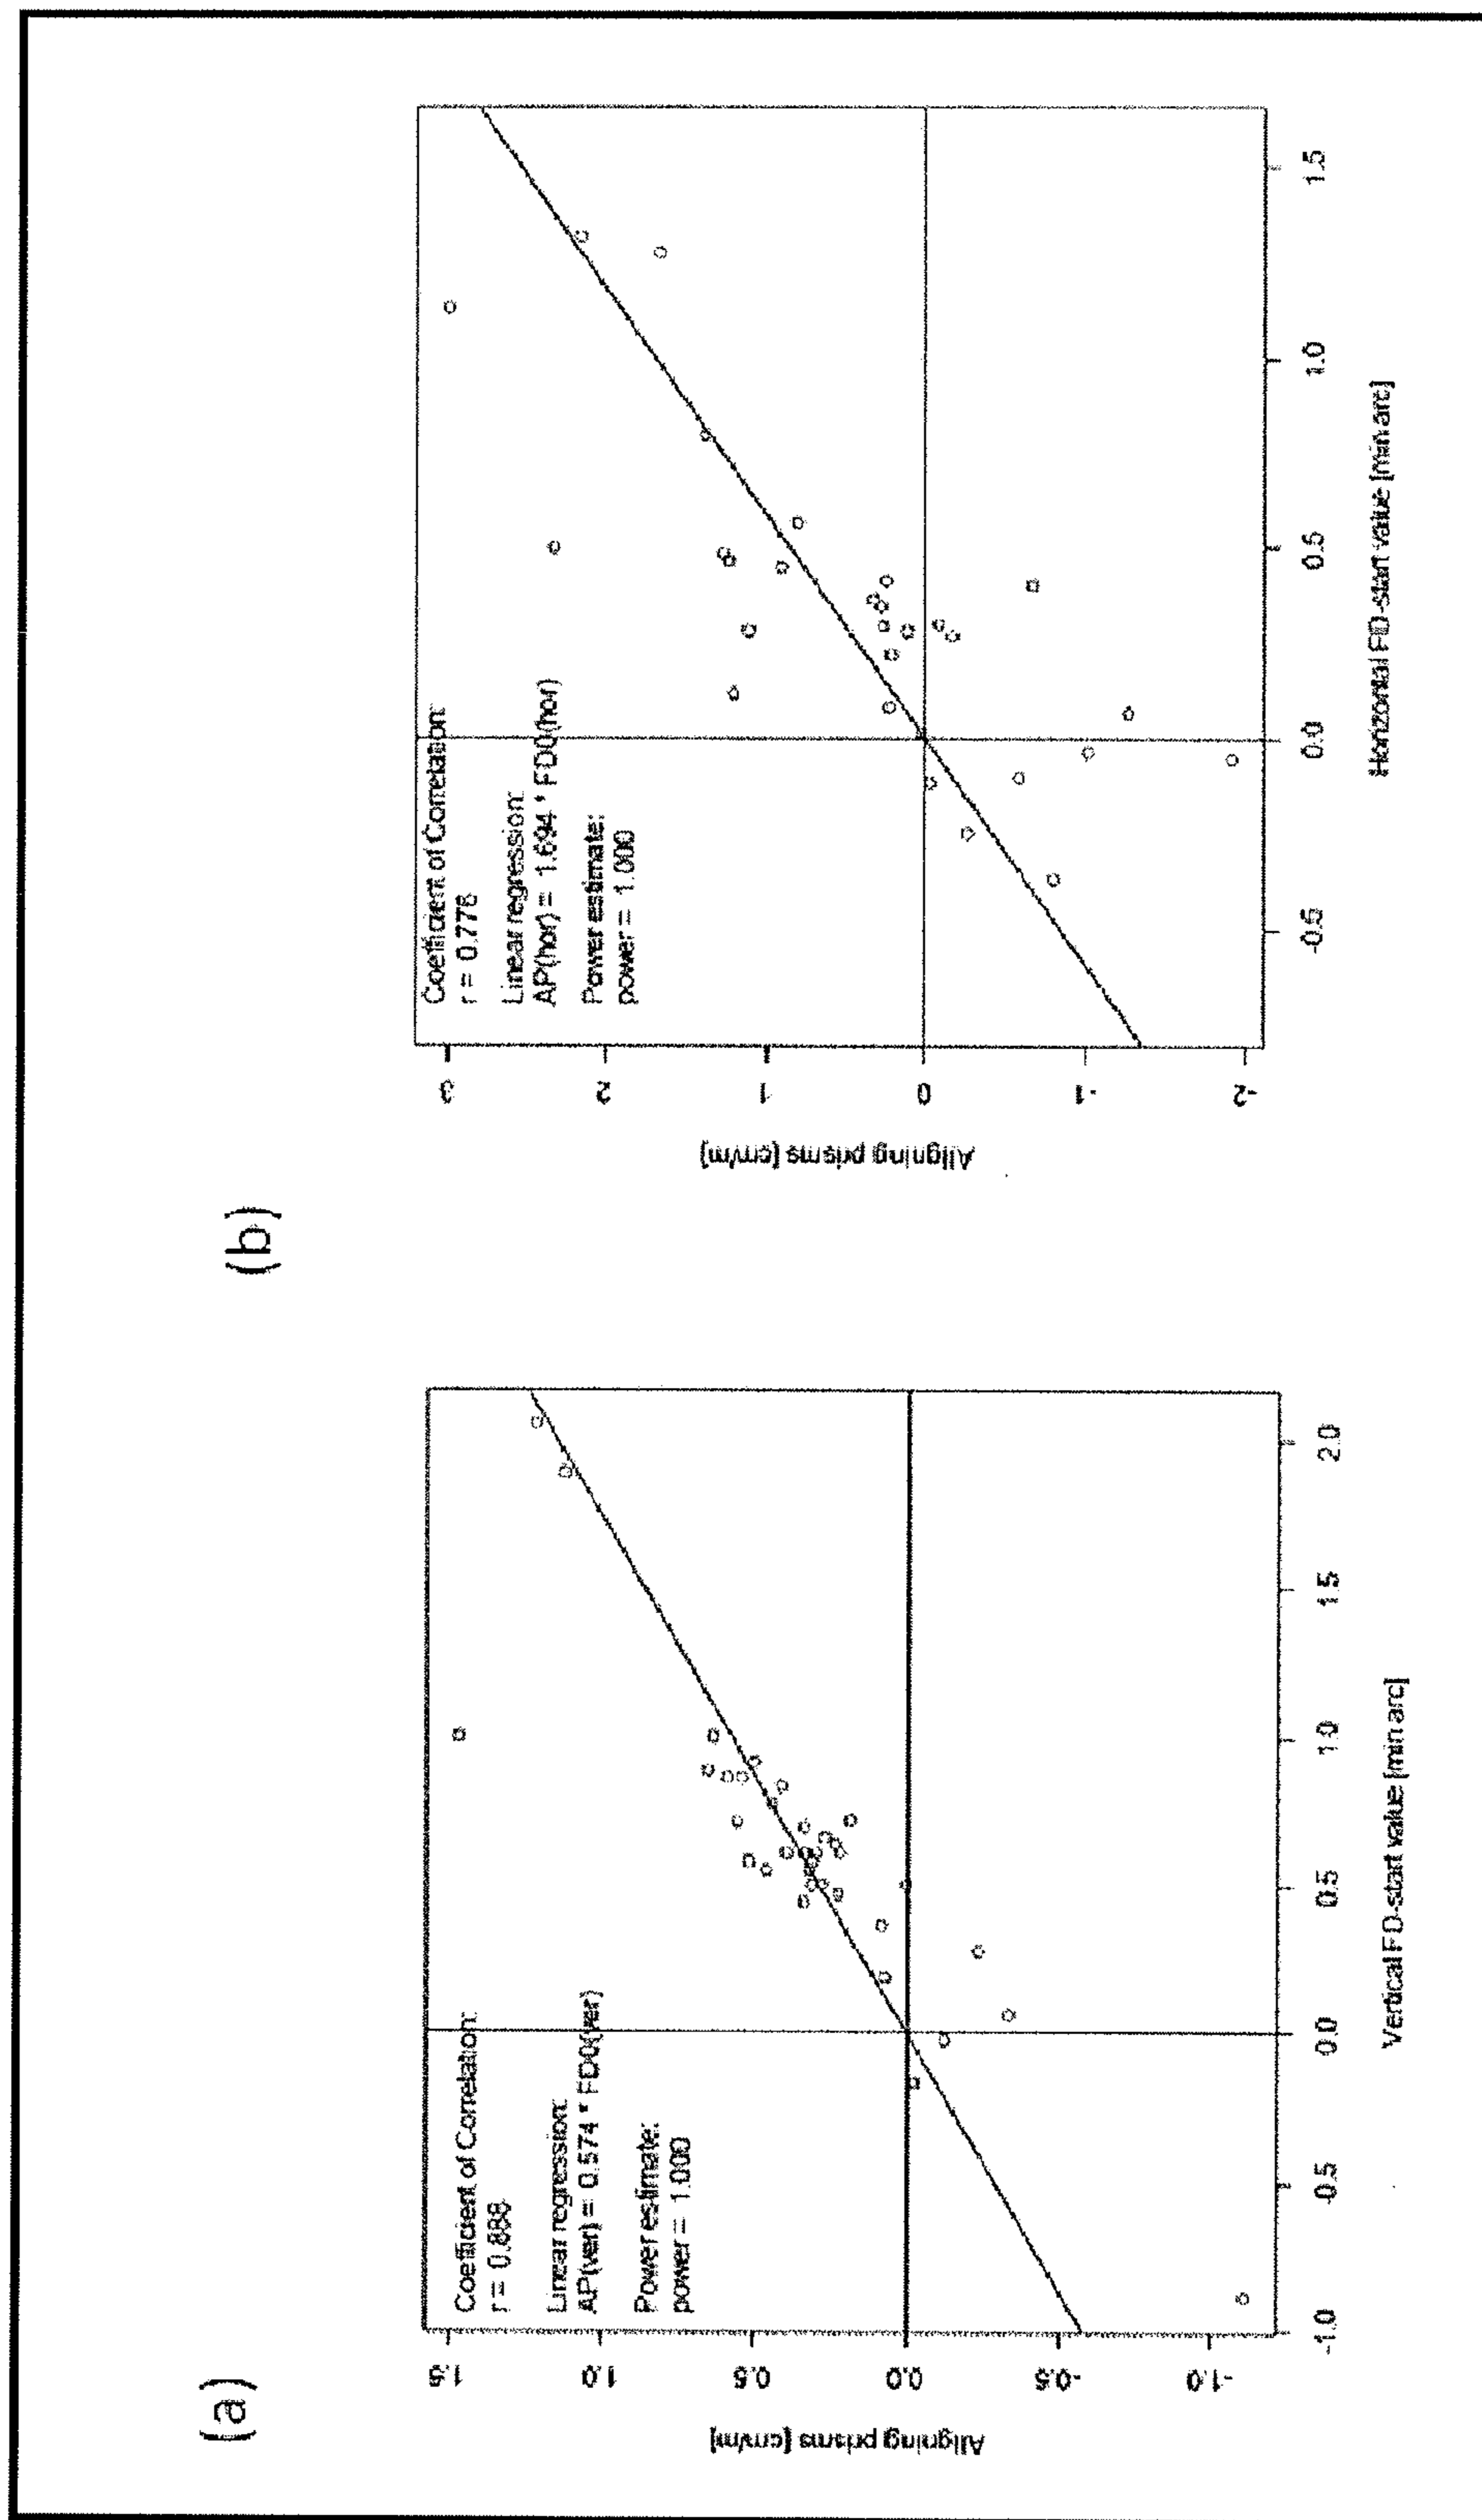 (a)
Coefficient of Correlation:
r = 0.888
Linear regression:
AP(ver) = 0.574 * FD0(ver)
Power estimate:
power = 1.000
Aligning prisms [cm/m]
1.5
1.0
0.5
0.0
-0.5
-1.0
-1.0 -0.5 0.0 0.5 1.0 1.5 2.0
Vertical FD-start value [min arc]
(b)
Coefficient of Correlation:
r = 0.776
Linear regression:
AP(hor) = 1.694 * FD0(hor)
Power estimate:
power = 1.000
Aligning prisms [cm/m]
3
2
1
0
-1
-2
-0.5 0.0 0.5 1.0 1.5
Horizontal FD-start value [min arc]